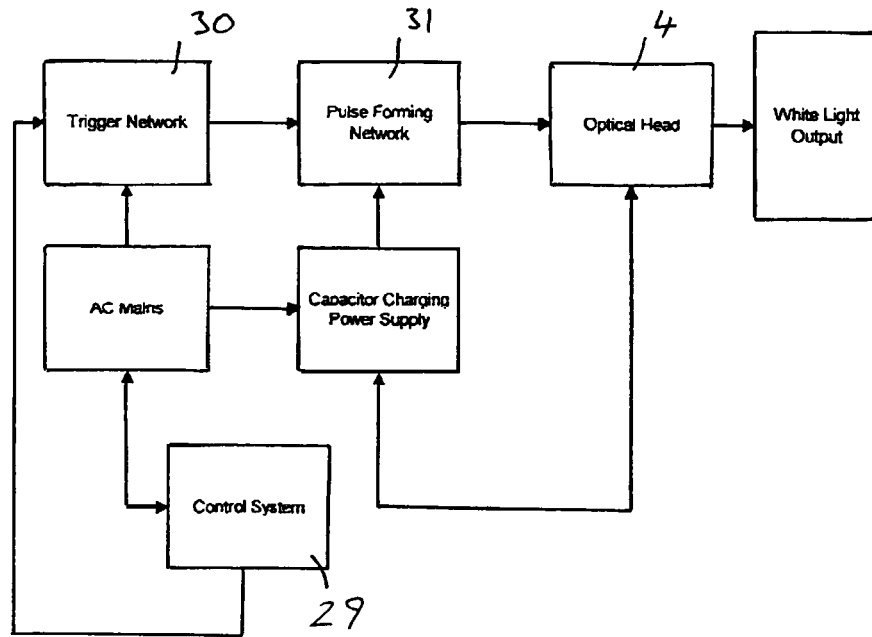 30
31
4
Trigger Network
Pulse Forming
Network
Optical Head
White Light
Output
AC Mains
Capacitor Charging
Power Supply
Control System
29